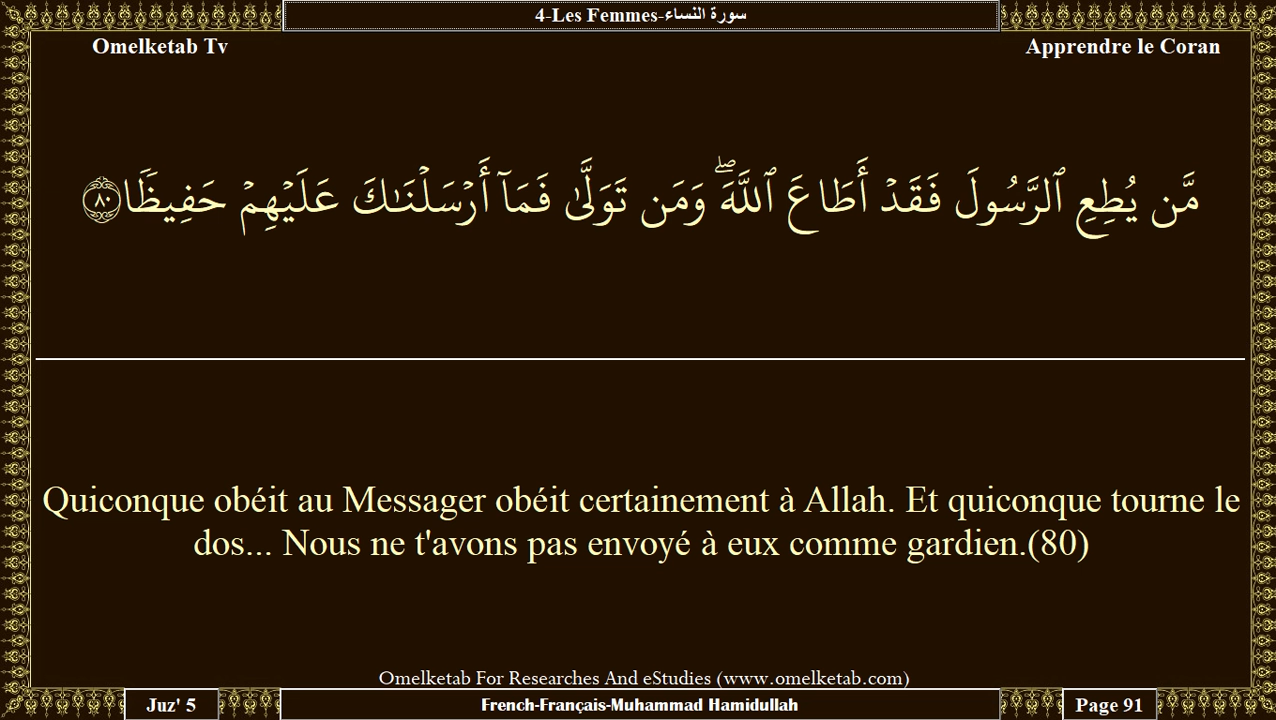 4-Les Femmes-سورة النساء
Omelketab Tv
Apprendre le Coran
مَّن يُطِعِ ٱلرَّسُولَ فَقَدۡ أَطَاعَ ٱللَّهَۖ وَمَن تَوَلَّىٰ فَمَآ أَرۡسَلۡنَٰكَ عَلَيۡهِمۡ حَفِيظٗا ٨٠
Quiconque obéit au Messager obéit certainement à Allah. Et quiconque tourne le
dos... Nous ne t'avons pas envoyé à eux comme gardien.(80)
Omelketab For Researches And eStudies (www.omelketab.com)
Juz' 5
French-Français-Muhammad Hamidullah
Page 91